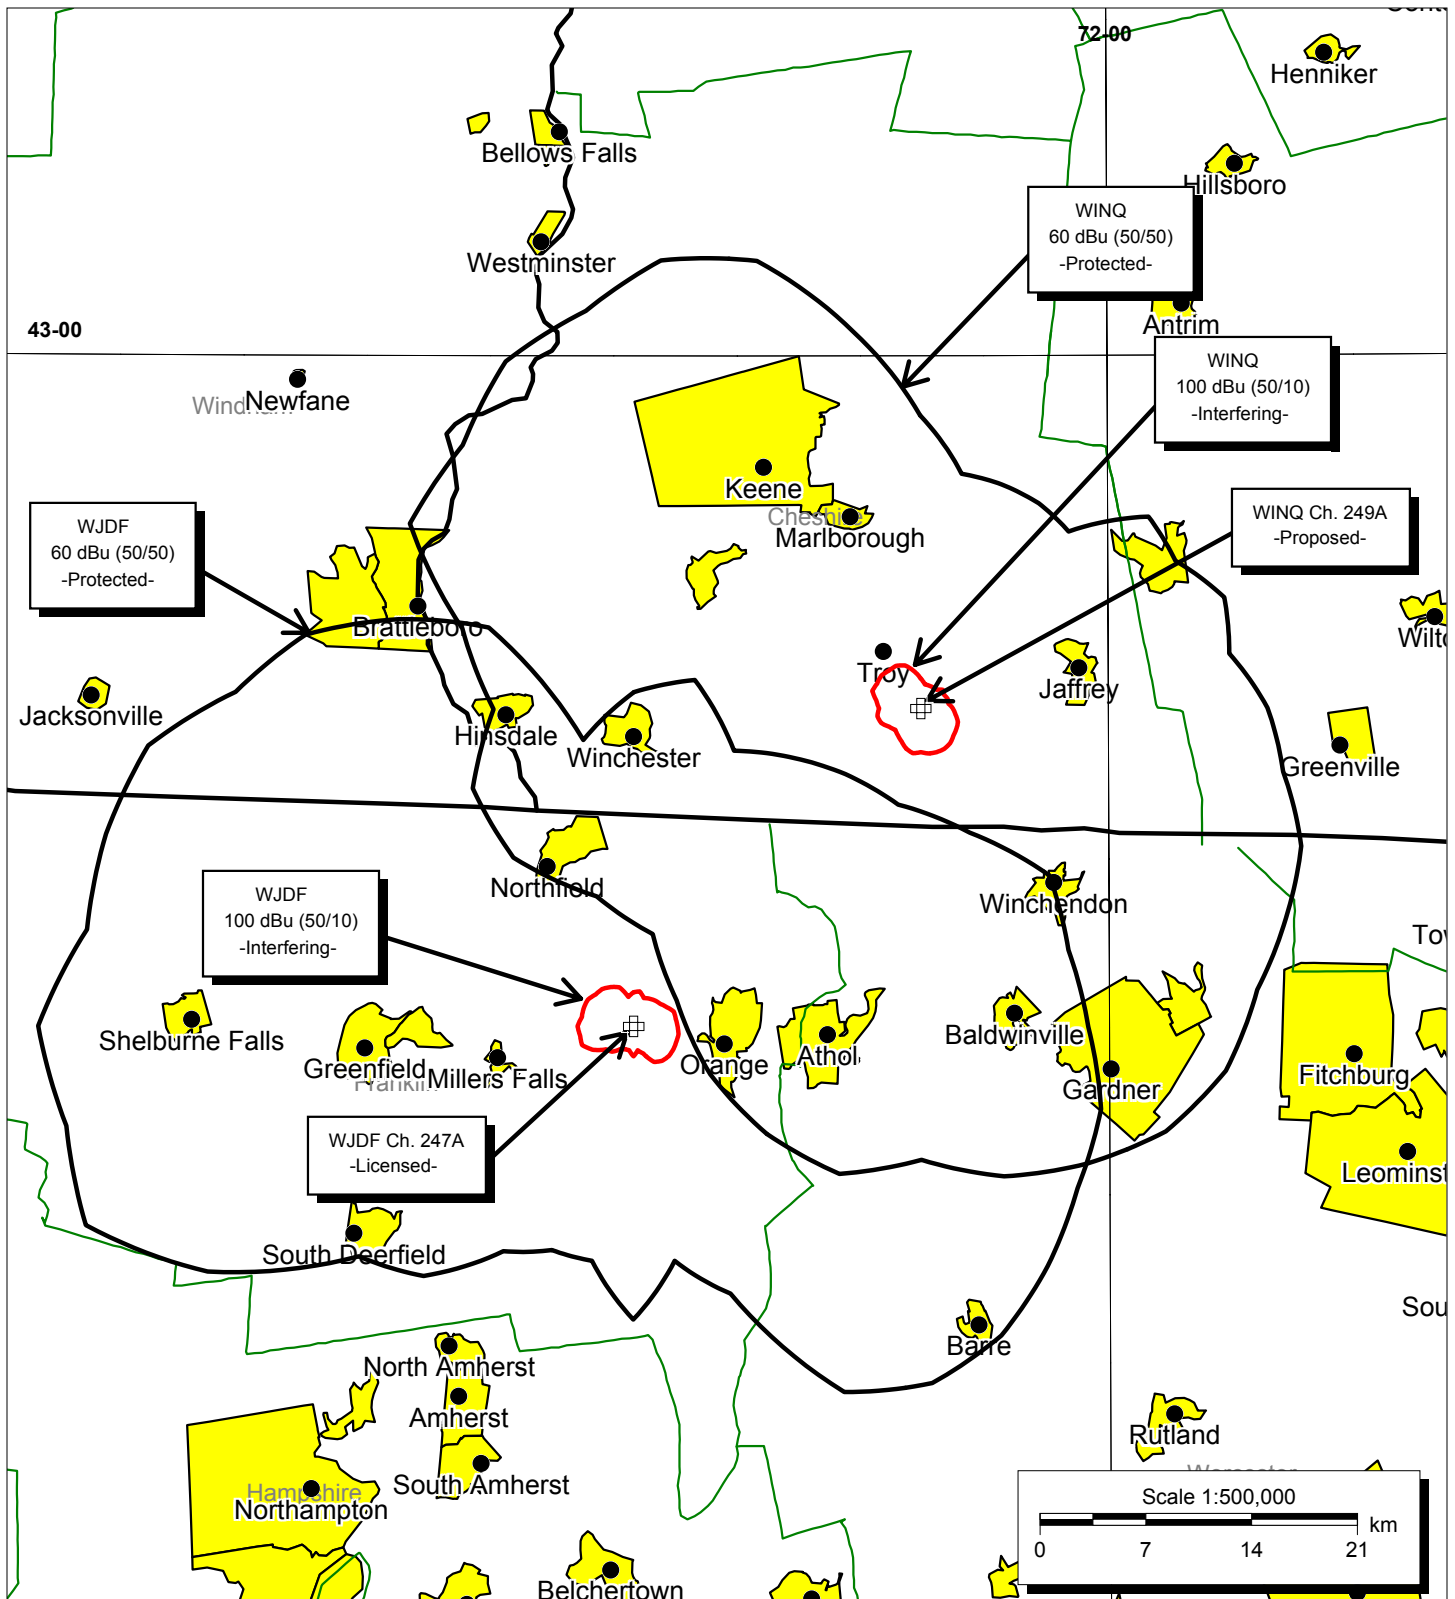 72-00
Henniker
Bellows Falls
Hillsboro
WINQ
60 dBu (50/50)
-Protected-
Westminster
Antrim
43-00
WINQ
100 dBu (50/10)
-Interfering-
Newfane
Keene
Marlborough
WINQ Ch. 249A
-Proposed-
WJDF
60 dBu (50/50)
-Protected-
Brattleboro
Troy
Jaffrey
Jacksonville
Hinsdale
Winchester
Greenville
Northfield
WJDF
100 dBu (50/10)
-Interfering-
Winchendon
Shelburne Falls
Greenfield
Millers Falls
Orange
Athol
Baldwinville
Gardner
Fitchburg
WJDF Ch. 247A
-Licensed-
Leominst
South Deerfield
Sou
Barre
North Amherst
Amherst
South Amherst
Rutland
Hampshire
Northampton
Scale 1:500,000
km
0 7 14 21
Belchertown